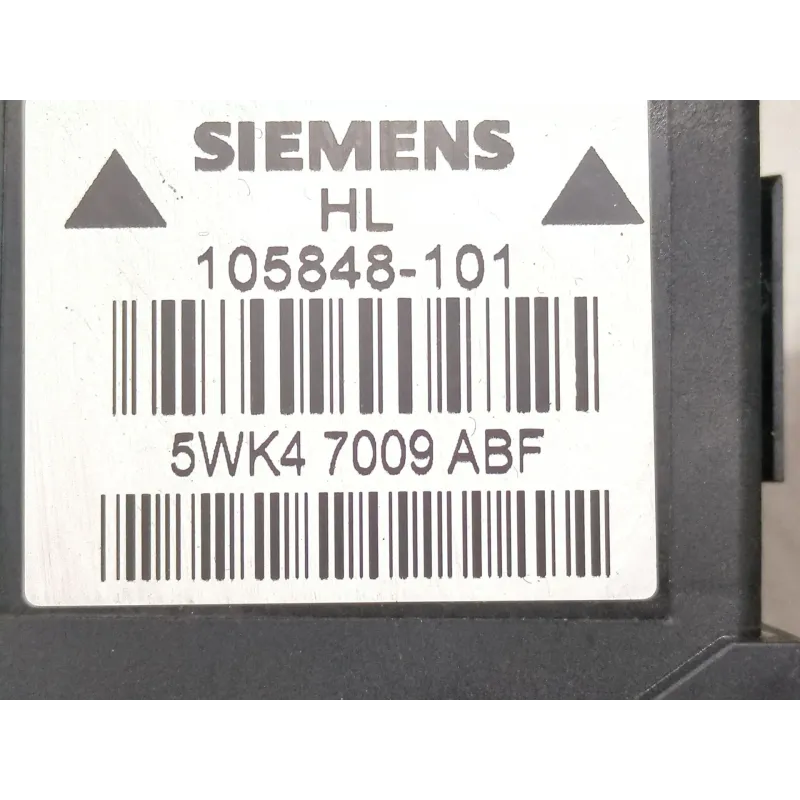 SIEMENS
HL
105848-101
5WK4 7009 ABF